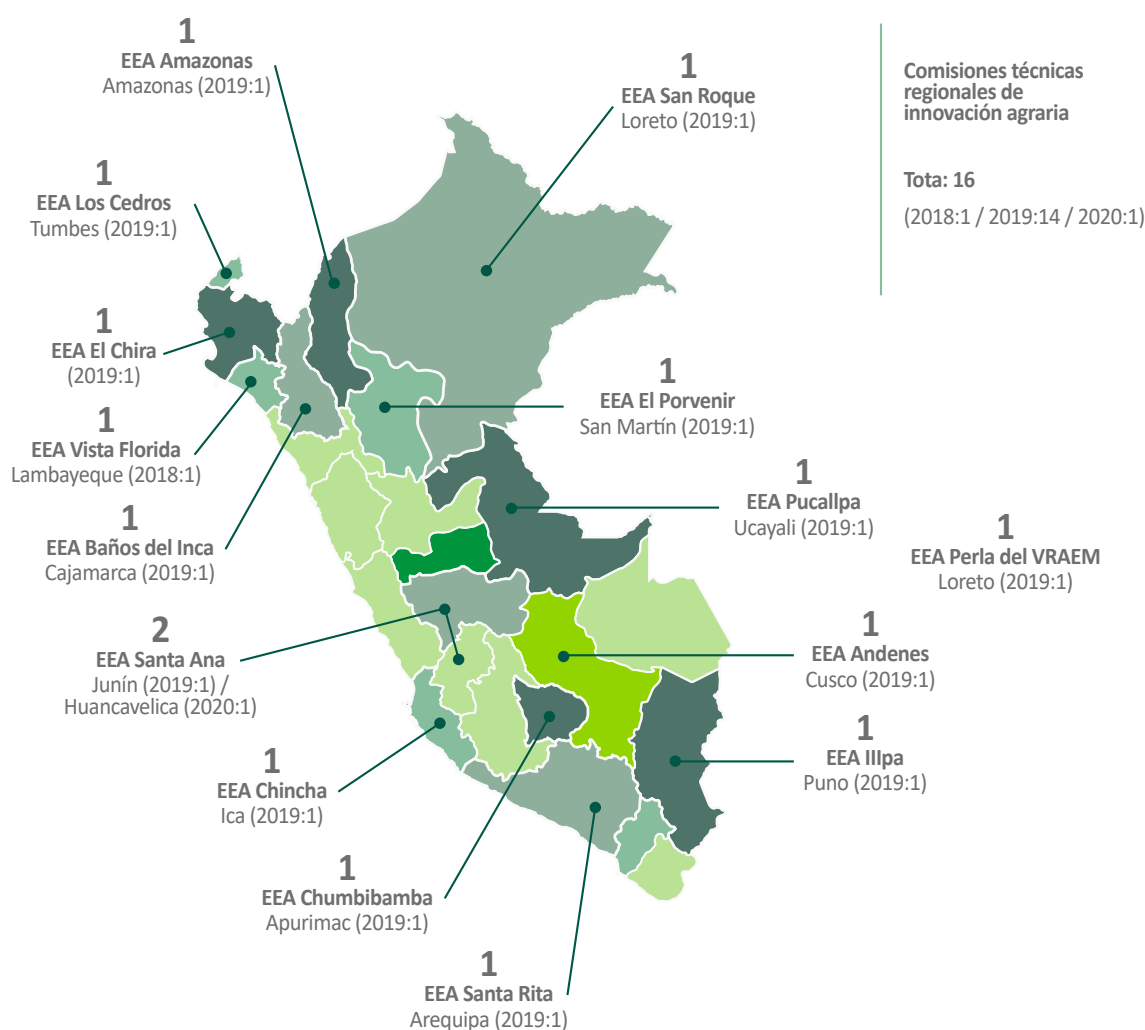 1
EEA Amazonas
Amazonas (2019:1)
1
EEA San Roque
Loreto (2019:1)
Comisiones técnicas
regionales de
innovación agraria
Tota: 16
(2018:1 / 2019:14 / 2020:1)
1
EEA Los Cedros
Tumbes (2019:1)
1
EEA El Chira
(2019:1)
1
EEA El Porvenir
San Martín (2019:1)
1
EEA Vista Florida
Lambayeque (2018:1)
1
EEA Pucallpa
Ucayali (2019:1)
1
EEA Baños del Inca
Cajamarca (2019:1)
1
EEA Perla del VRAEM
Loreto (2019:1)
2
EEA Santa Ana
Junín (2019:1) /
Huancavelica (2020:1)
1
EEA Andenes
Cusco (2019:1)
1
EEA IIIpa
Puno (2019:1)
1
EEA Chincha
Ica (2019:1)
1
EEA Chumbibamba
Apurimac (2019:1)
1
EEA Santa Rita
Arequipa (2019:1)